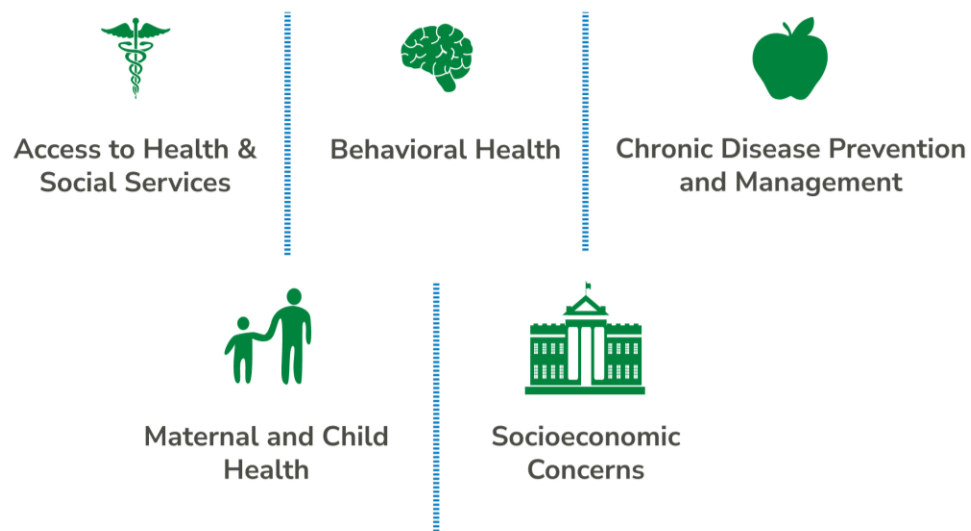 Access to Health &
Social Services
Behavioral Health
Chronic Disease Prevention
and Management
Maternal and Child
Health
Socioeconomic
Concerns